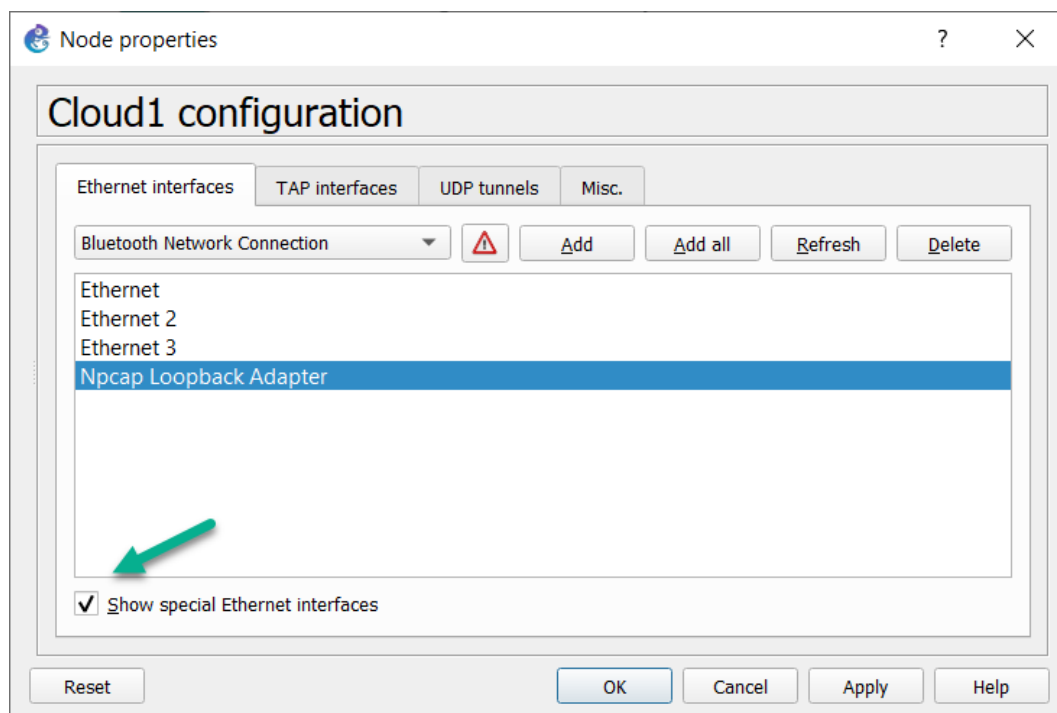 Node properties ?
Cloud1 configuration
Ethernet interfaces TAP interfaces UDP tunnels Misc.
Bluetooth Network Connection Add Add all Refresh Delete
Ethernet
Ethernet 2
Ethernet 3
Npcap Loopback Adapter
Show special Ethernet interfaces
Reset OK Cancel Apply Help